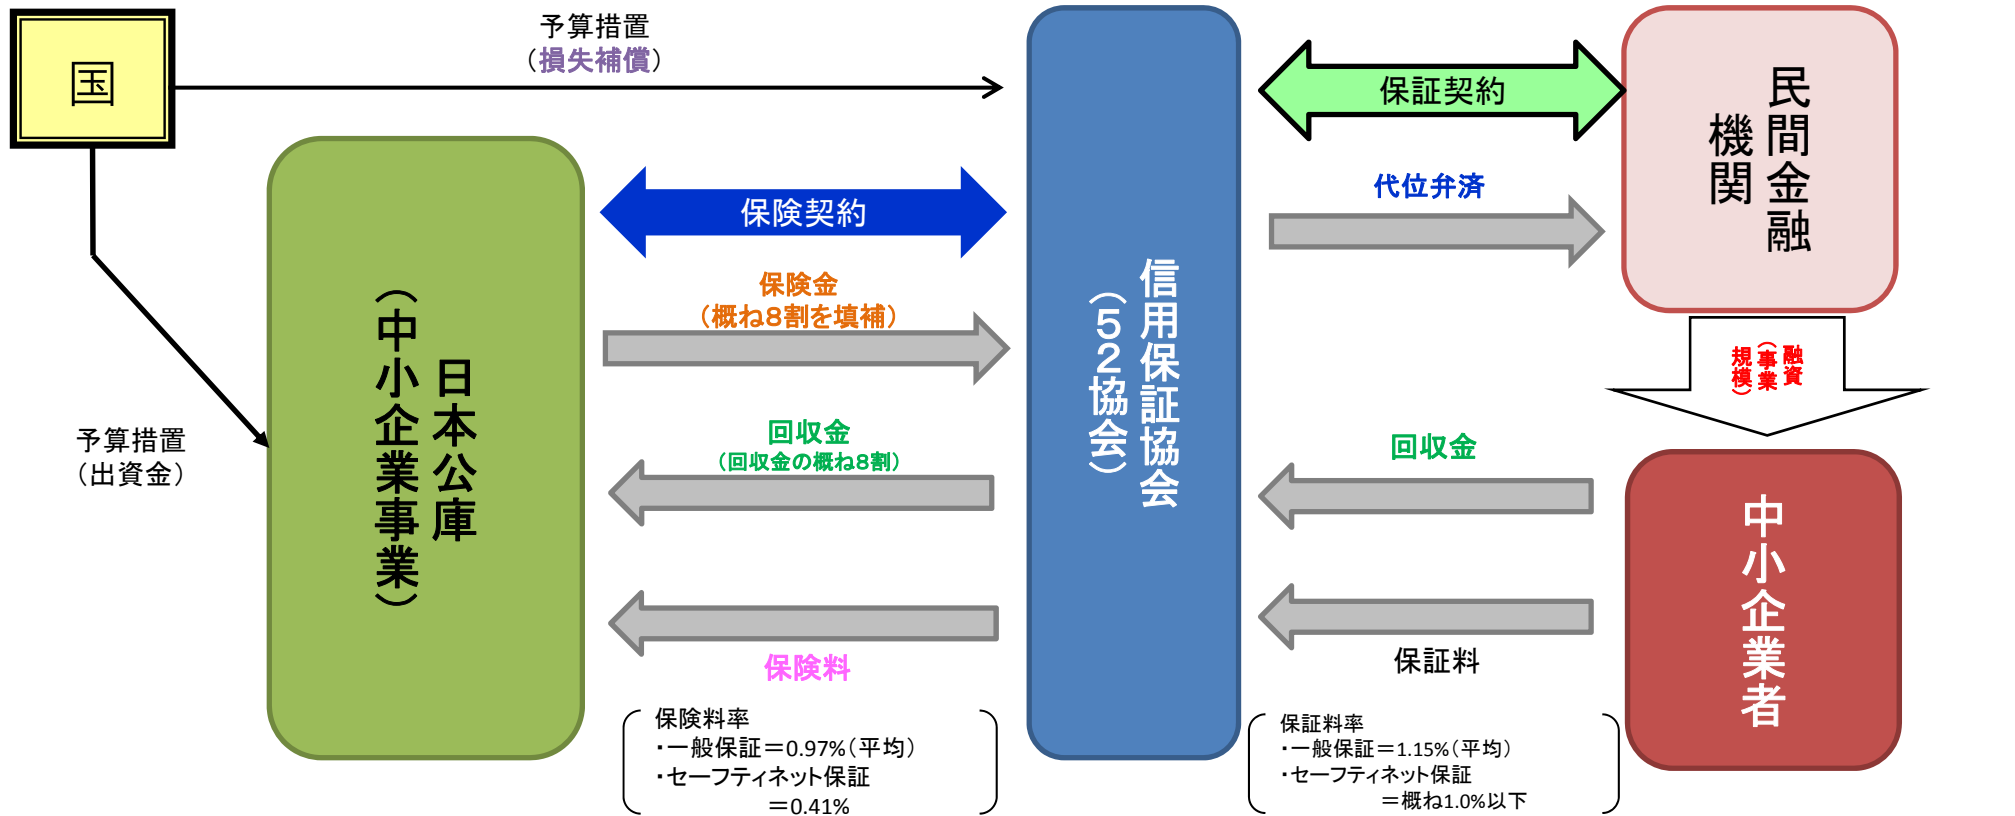 国
予算措置
（損失補償）
予算措置
（出資金）
日本公庫
（中小企業事業）
保険契約
保険金
（概ね８割を填補）
回収金
（回収金の概ね８割）
保険料
保険料率
・一般保証＝0.97%（平均）
・セーフティネット保証
＝0.41%
信用保証協会
（５２協会）
保証契約
代位弁済
回収金
保証料
保証料率
・一般保証＝1.15%（平均）
・セーフティネット保証
＝概ね1.0%以下
民間金融
機関
融資
（事業
規模）
中小企業者